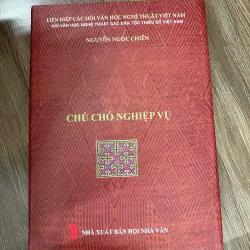 LIÊN HIỆP CÁC HỘI VĂN HỌC NGHỆ THUẬT VIỆT NAM
HỘI VĂN HỌC NGHỆ THUẬT CÁC DÂN TỘC THIỂU SỐ VIỆT NAM
NGUYỄN NGỌC CHIẾN
CHÚ CHÓ NGHIỆP VỤ
NHÀ XUẤT BẢN HỘI NHÀ VĂN